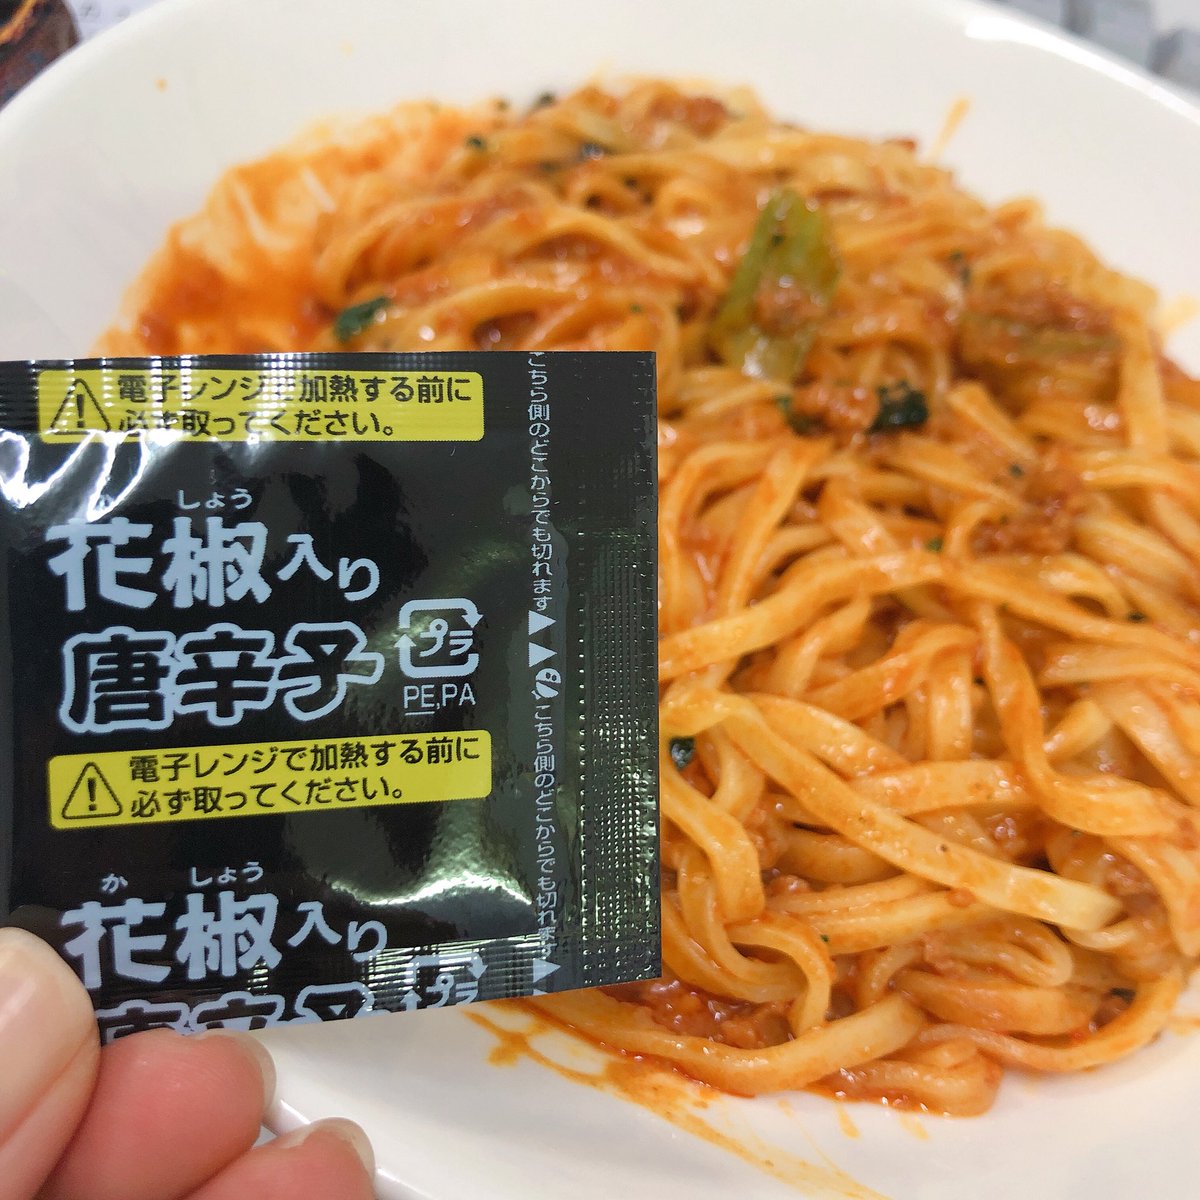 電子レンジで加熱する前に
必ず取ってください。
か しょう
花椒入り
唐辛子
プラ
PE,PA
電子レンジで加熱する前に
必ず取ってください。
か しょう
花椒入り
唐辛子
プラ
こちら側のどこからでも切れます
こちら側のどこからでも切れます